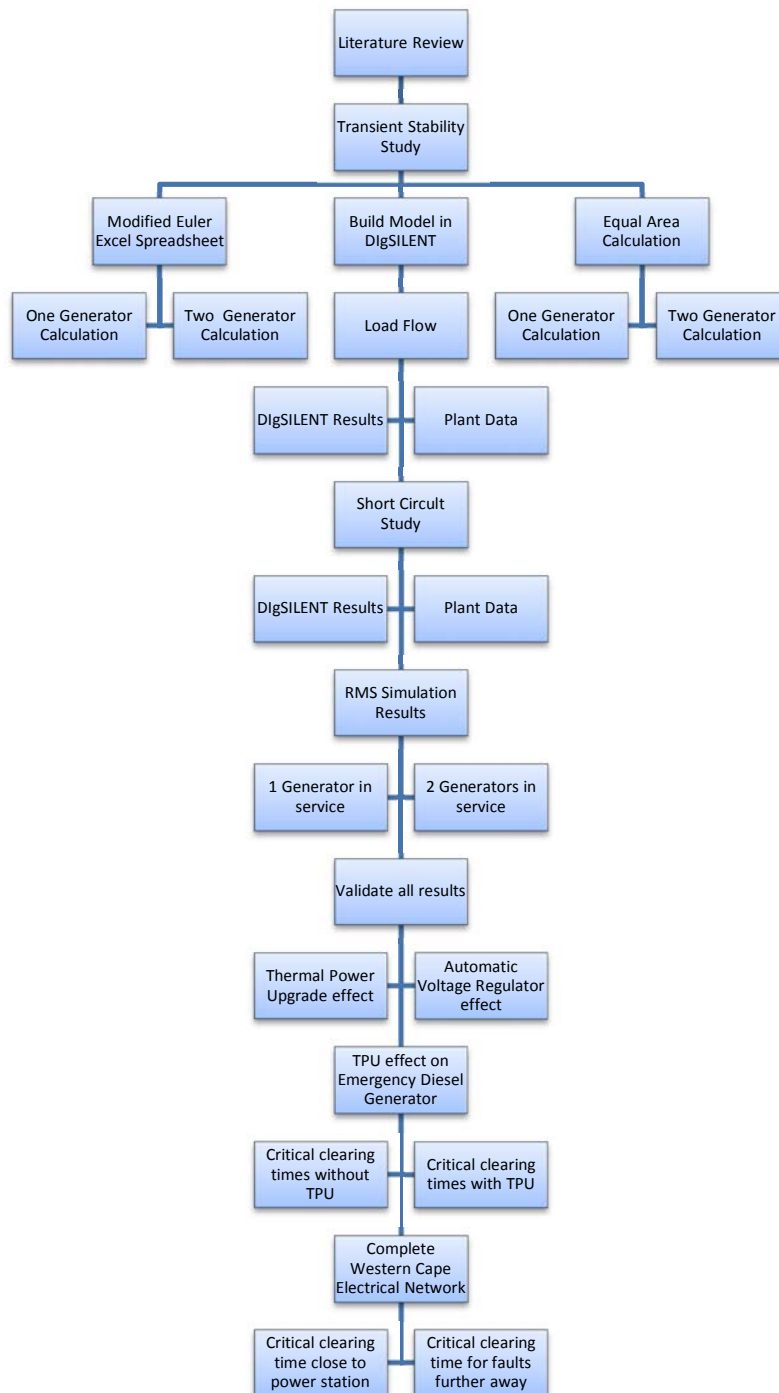 Literature Review
Transient Stability
Study
Modified Euler
Excel Spreadsheet
Build Model in
DIgSILENT
Equal Area
Calculation
One Generator
Calculation
Two Generator
Calculation
Load Flow
One Generator
Calculation
Two Generator
Calculation
DIgSILENT Results
Plant Data
Short Circult
Study
DIgSILENT Results
Plant Data
RMS Simulation
Results
1 Generator in
service
2 Generators in
service
Validate all results
Thermal Power
Upgrade effect
Automatic
Voltage Regulator
effect
TPU effect on
Emergency Diesel
Generator
Critical clearing
times without
TPU
Critical clearing
times with TPU
Complete
Western Cape
Electrical Network
Critical clearing
time close to
power station
Critical clearing
time for faults
further away